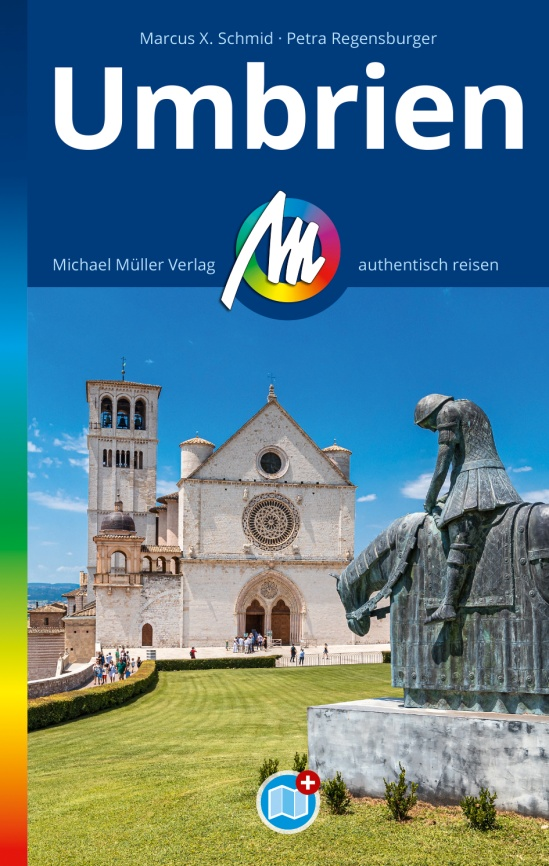 Marcus X. Schmid · Petra Regensburger
Umbrien
Michael Müller Verlag
authentisch reisen